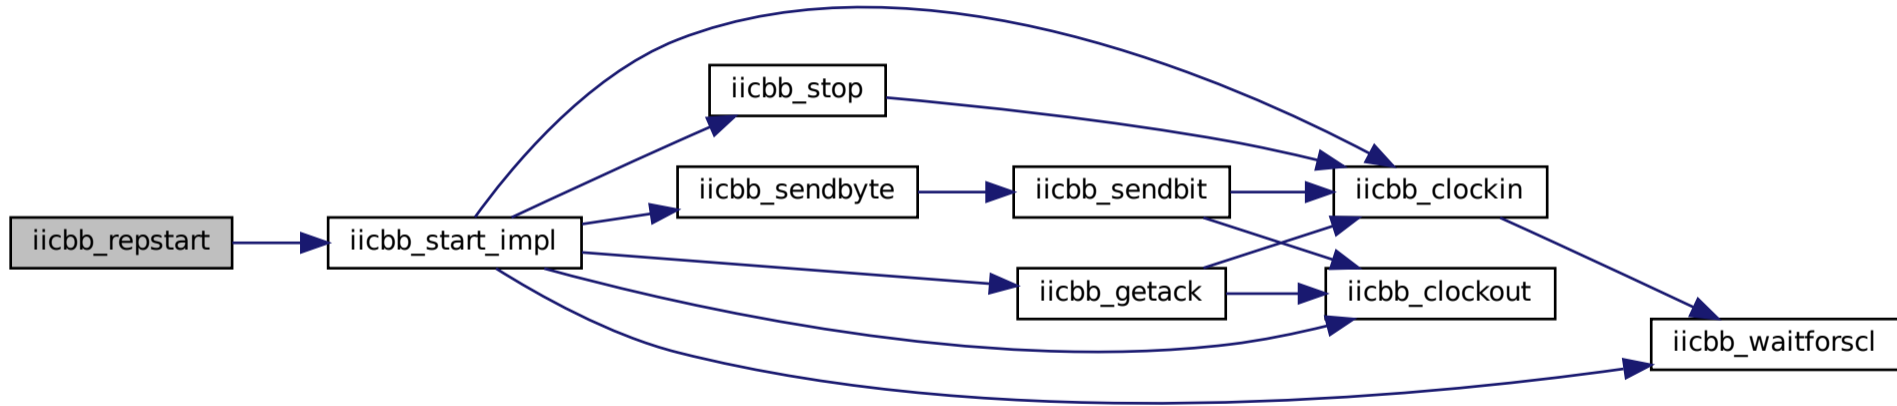 iicbb_stop
iicbb_sendbyte
iicbb_sendbit
iicbb_clockin
iicbb_repstart
iicbb_start_impl
iicbb_getack
iicbb_clockout
iicbb_waitforscl